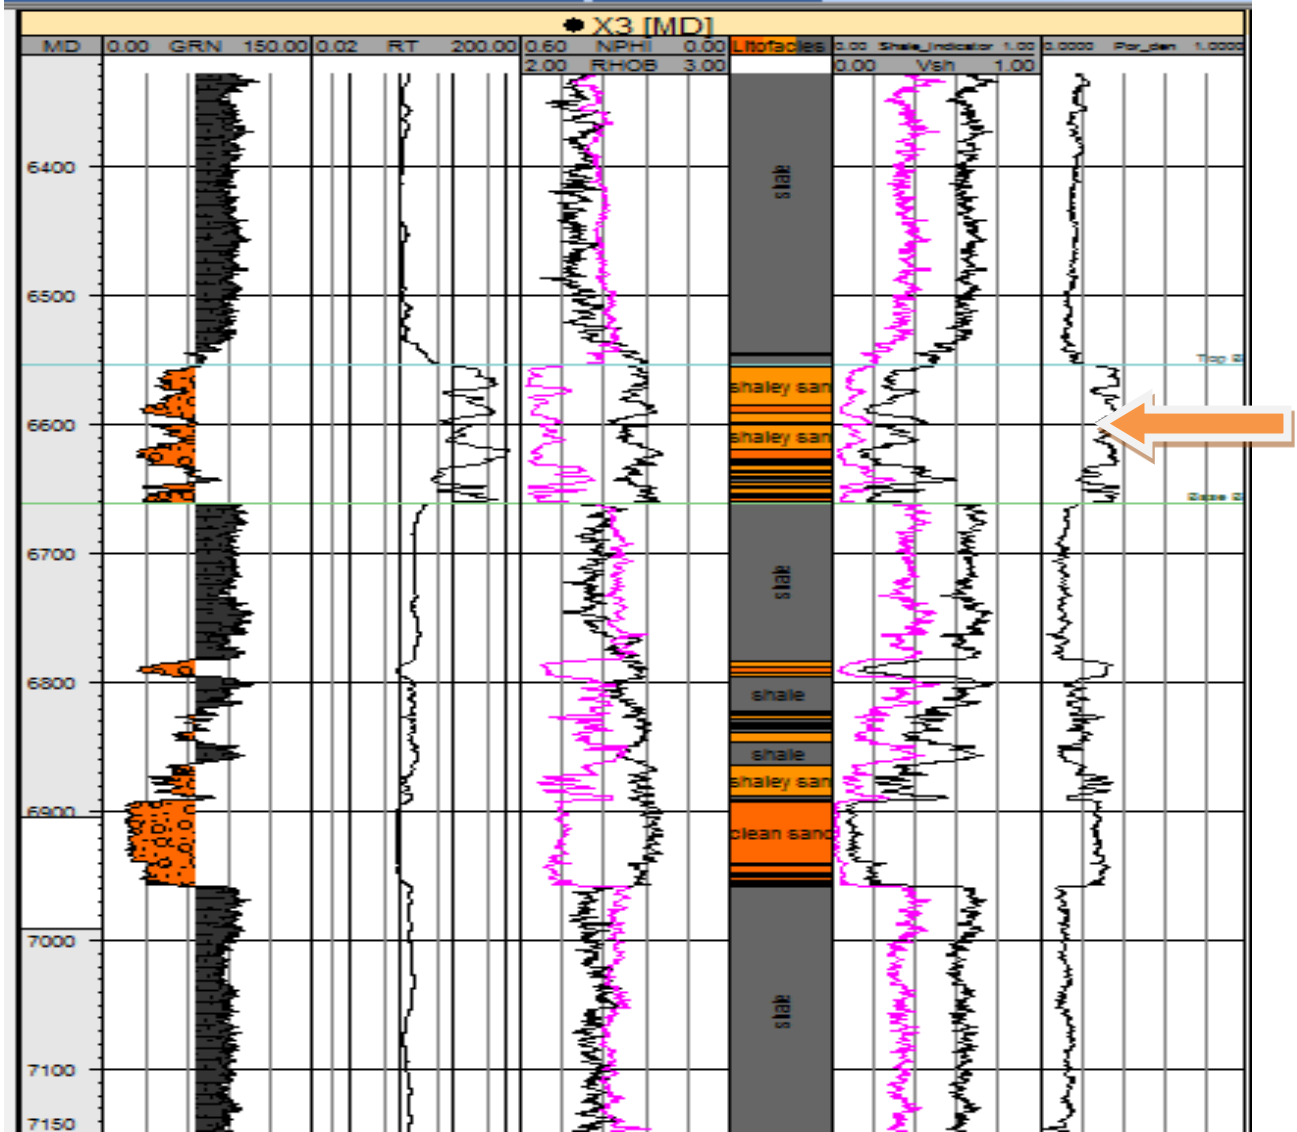 X3 [MD]
MD 0.00 GRN 150.00 0.02 RT 200.00 0.60 NPHI 0.00 Litofacies 0.00 Shale_Indicator 1.00 0.0000 Por_den 1.0000
2.00 RHOB 3.00 0.00 Vsh 1.00
6400
shale
6500
Top
shaley san
6600
shaley san
Base
6700
shale
6800
shale
shale
shaley san
6900
clean sand
7000
shale
7100
7150